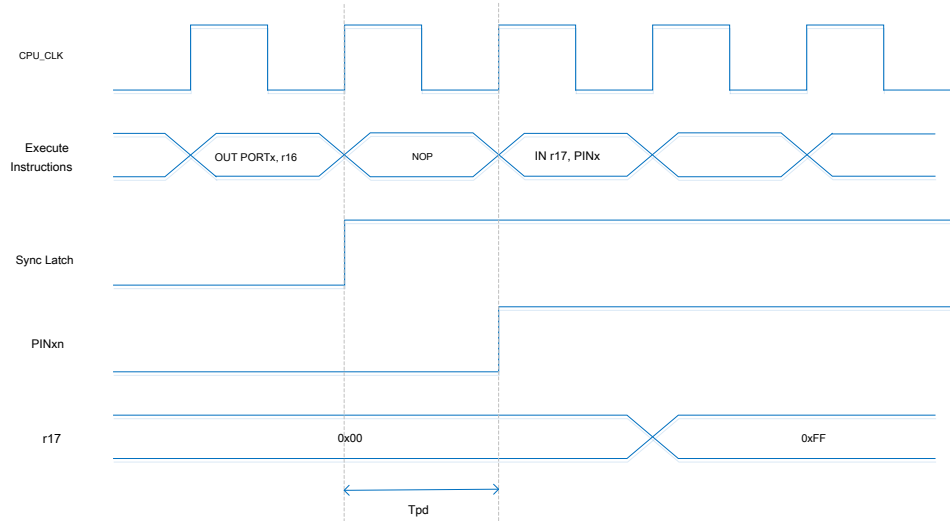 CPU_CLK
Execute
Instructions
OUT PORTx, r16
NOP
IN r17, PINx
Sync Latch
PINxn
r17
0x00
0xFF
Tpd